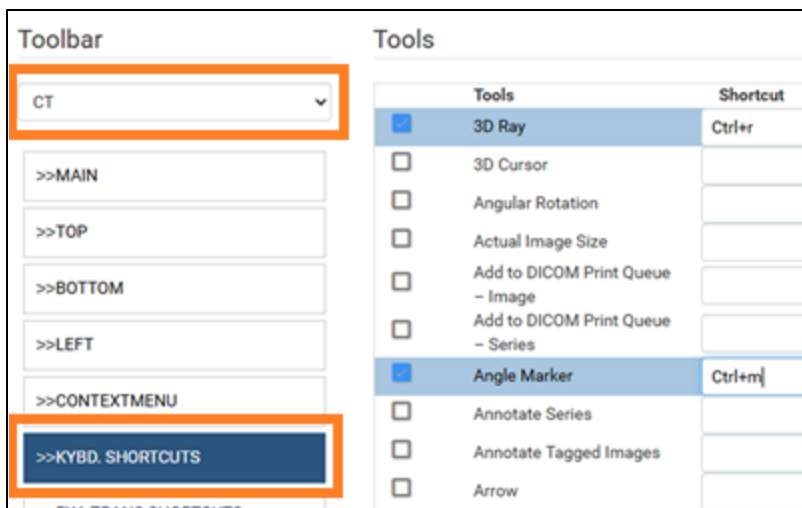 Toolbar
CT
>>MAIN
>>TOP
>>BOTTOM
>>LEFT
>>CONTEXTMENU
>>KYBD. SHORTCUTS
Tools
Tools Shortcut
3D Ray Ctrl+r
3D Cursor
Angular Rotation
Actual Image Size
Add to DICOM Print Queue
– Image
Add to DICOM Print Queue
– Series
Angle Marker Ctrl+m
Annotate Series
Annotate Tagged Images
Arrow